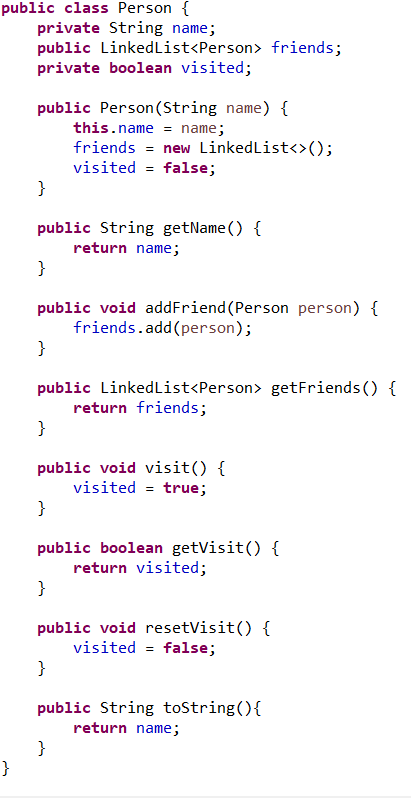 public class Person {
    private String name;
    public LinkedList<Person> friends;
    private boolean visited;

    public Person(String name) {
        this.name = name;
        friends = new LinkedList<>();
        visited = false;
    }

    public String getName() {
        return name;
    }

    public void addFriend(Person person) {
        friends.add(person);
    }

    public LinkedList<Person> getFriends() {
        return friends;
    }

    public void visit() {
        visited = true;
    }

    public boolean getVisit() {
        return visited;
    }

    public void resetVisit() {
        visited = false;
    }

    public String toString(){
        return name;
    }
}